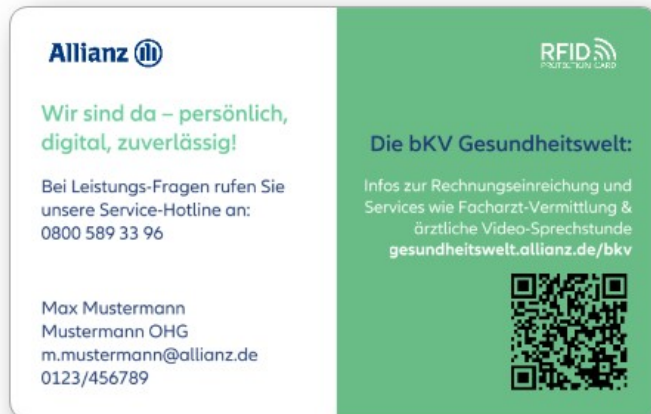 Allianz
Wir sind da – persönlich,
digital, zuverlässig!
Bei Leistungs-Fragen rufen Sie
unsere Service-Hotline an:
0800 589 33 96
Max Mustermann
Mustermann OHG
m.mustermann@allianz.de
0123/456789
RFID
PROTECTION CARD
Die bKV Gesundheitswelt:
Infos zur Rechnungseinreichung und
Services wie Facharzt-Vermittlung &
ärztliche Video-Sprechstunde
gesundheitswelt.allianz.de/bkv